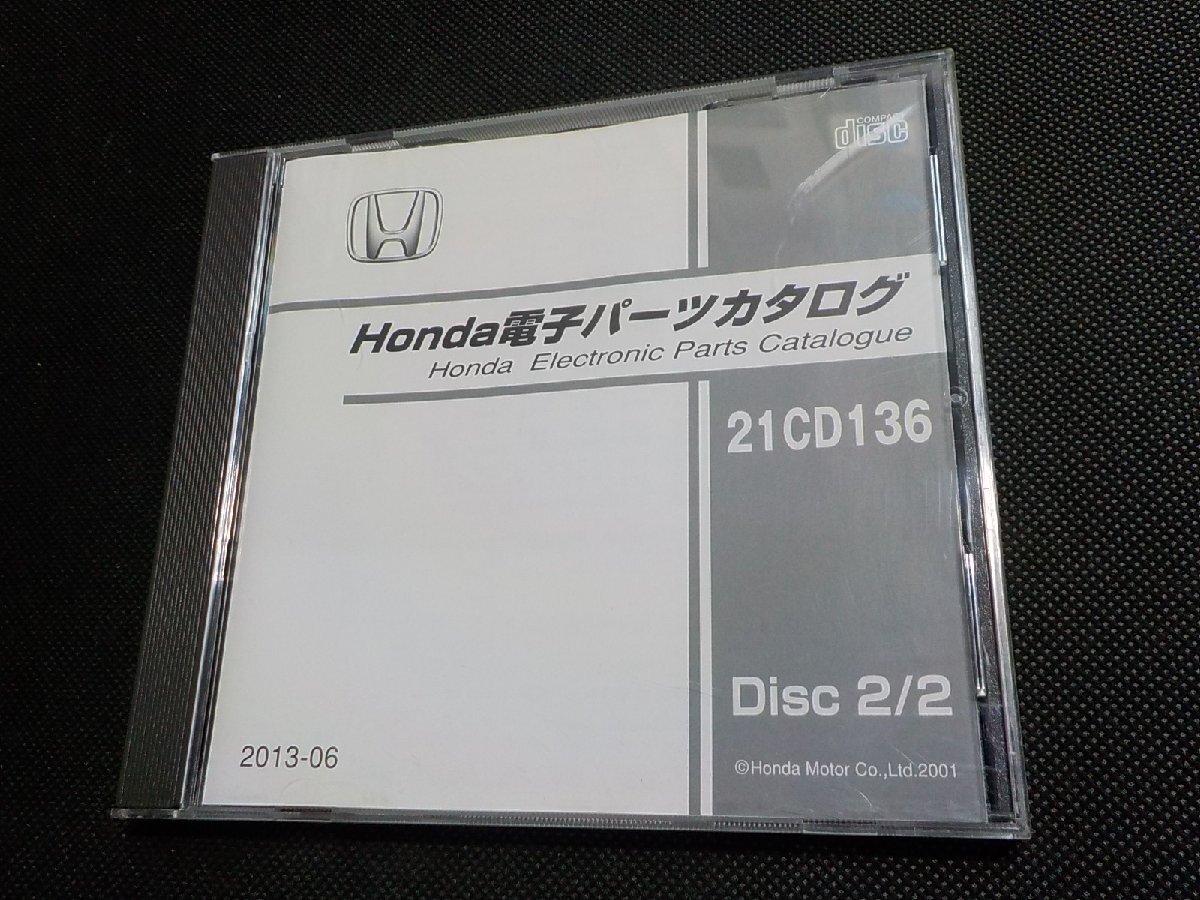 COMPACT
disc
Honda電子パーツカタログ
Honda Electronic Parts Catalogue
21CD136
Disc 2/2
2013-06
©Honda Motor Co.,Ltd.2001